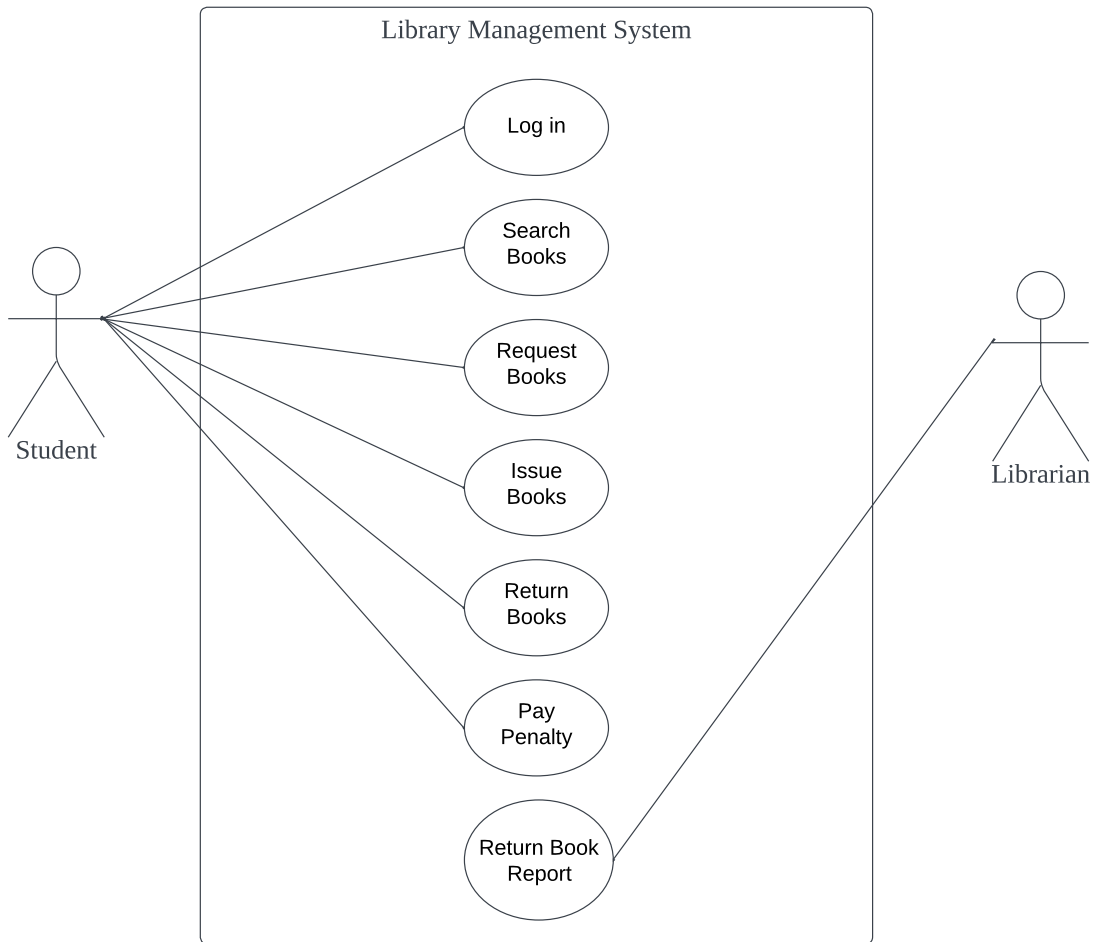 Library Management System
Log in
Search
Books
Request
Books
Issue
Books
Return
Books
Pay
Penalty
Return Book
Report
Student
Librarian